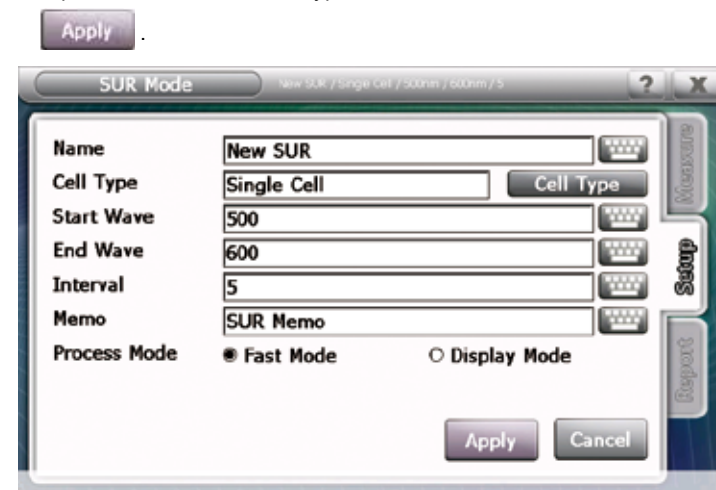 Apply .
SUR Mode New SUR / Singe Cell / 500nm / 600nm / 5 ? X
Name New SUR
Cell Type Single Cell Cell Type
Start Wave 500
End Wave 600
Interval 5
Memo SUR Memo
Process Mode Fast Mode Display Mode
Apply Cancel
Measure
Setup
Report